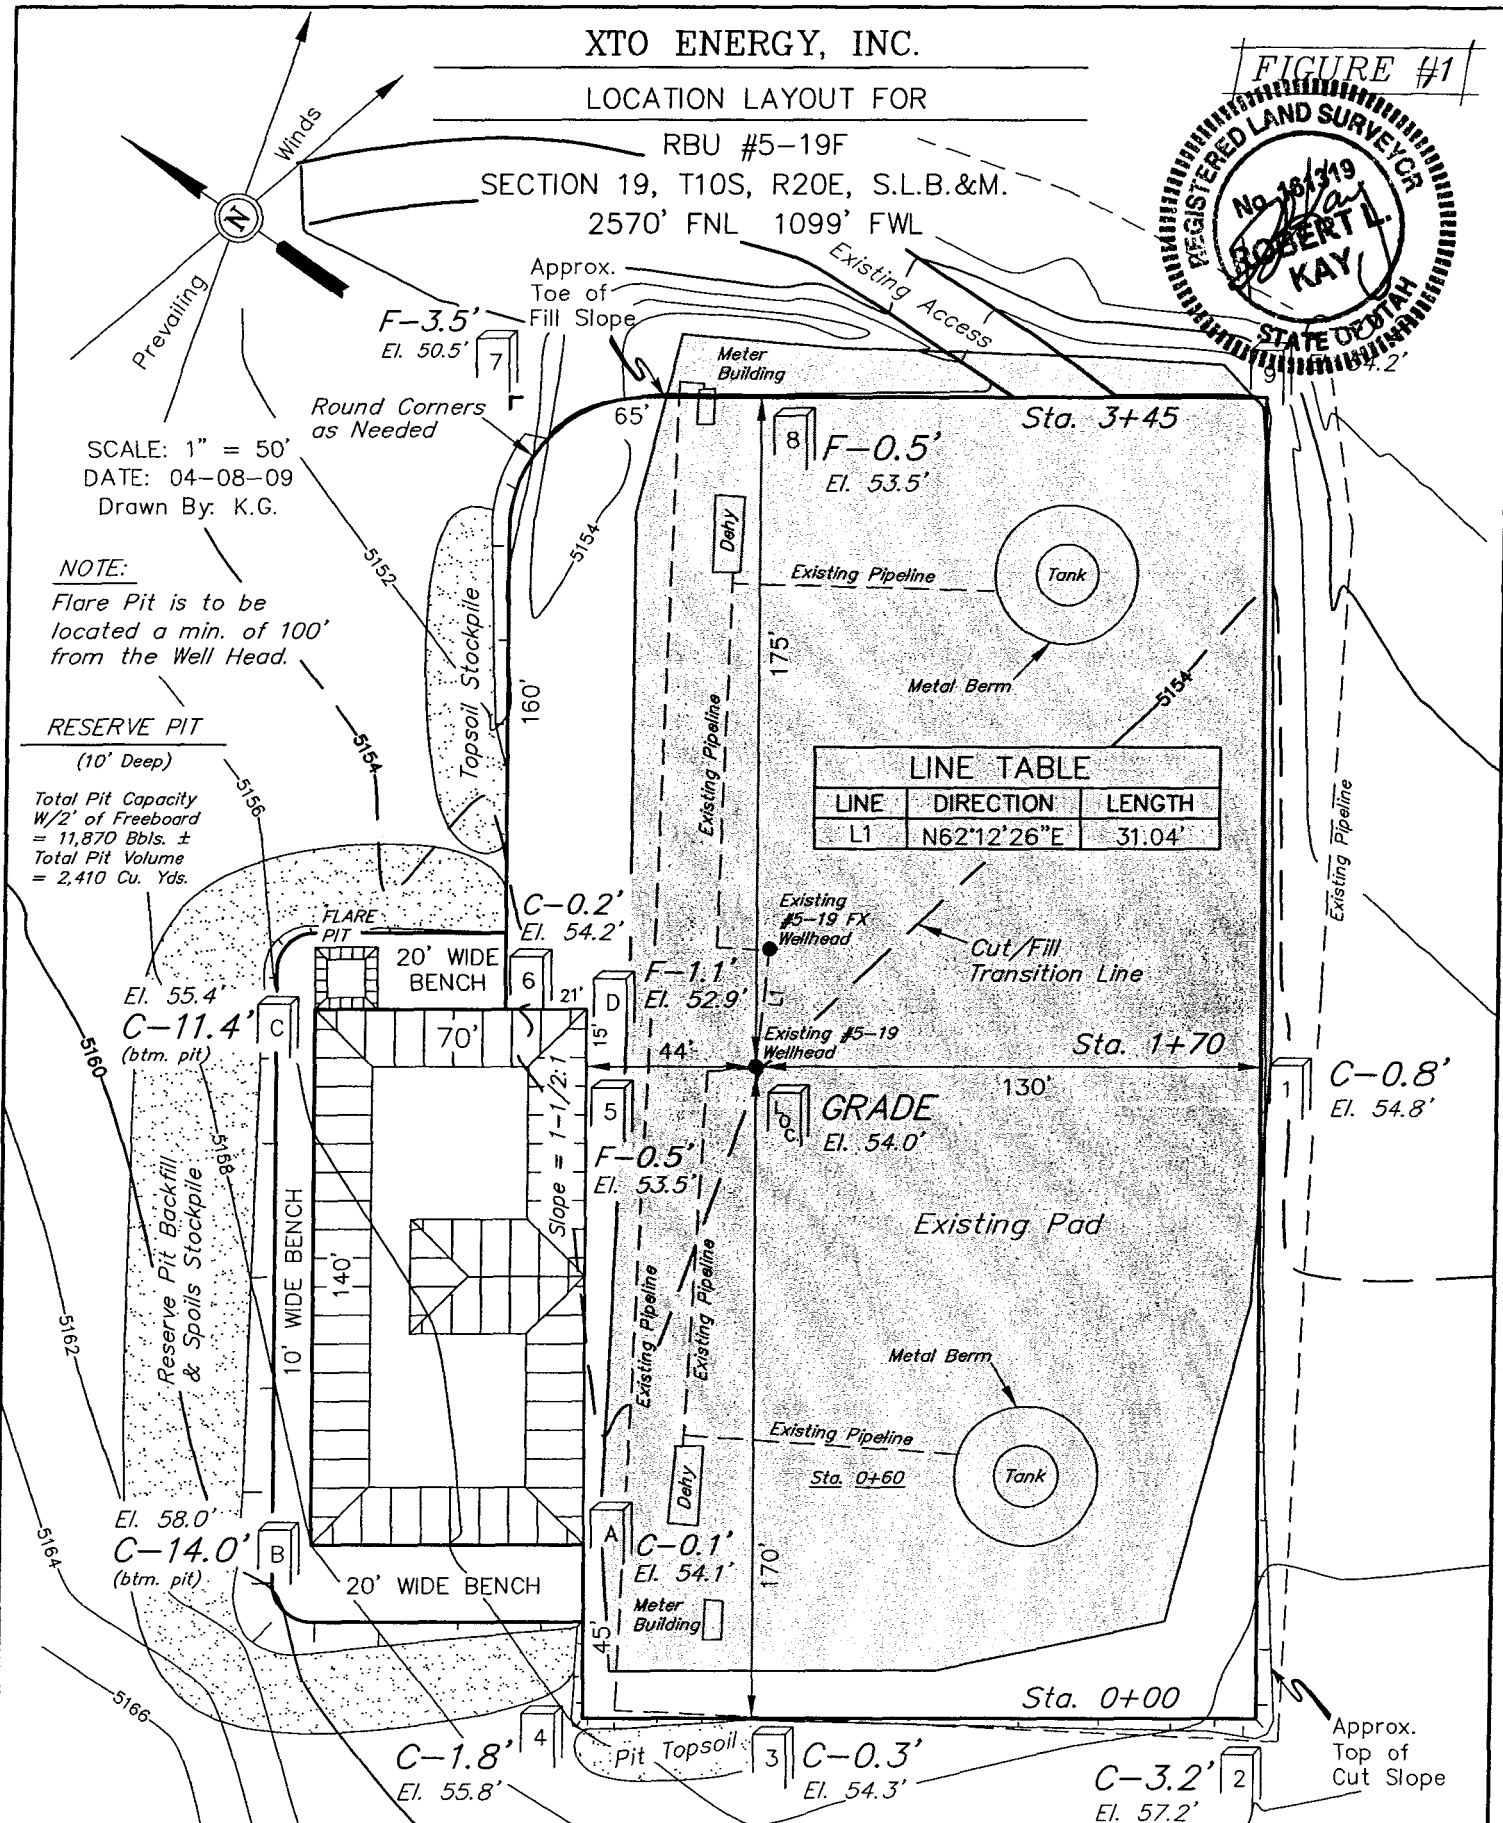 XTO ENERGY, INC.
LOCATION LAYOUT FOR
RBU #5-19F
SECTION 19, T10S, R20E, S.L.B.&M.
2570' FNL 1099' FWL
FIGURE #1
REGISTERED LAND SURVEYOR
No. 161319
ROBERT L.
KAY
STATE OF UTAH
Winds
N
Prevailing
SCALE: 1" = 50'
DATE: 04-08-09
Drawn By: K.G.
NOTE:
Flare Pit is to be
located a min. of 100'
from the Well Head.
RESERVE PIT
(10' Deep)
Total Pit Capacity
W/2' of Freeboard
= 11,870 Bbls. ±
Total Pit Volume
= 2,410 Cu. Yds.
Approx.
Toe of
Fill Slope
F-3.5'
El. 50.5'
7
Round Corners
as Needed
65'
Meter
Building
Existing Access
9
Sta. 3+45
8
F-0.5'
El. 53.5'
5154
5152
Topsoil Stockpile
160'
Dehy
Existing Pipeline
Tank
Metal Berm
175'
5154
Existing Pipeline
Existing Pipeline
LINE TABLE
LINE DIRECTION LENGTH
L1 N62°12'26"E 31.04'
5154
5156
FLARE
PIT
20' WIDE
BENCH
C-0.2'
El. 54.2'
6
21'
Existing
#5-19 FX
Wellhead
Cut/Fill
Transition Line
D
F-1.1'
El. 52.9'
15'
L1
El. 55.4'
C-11.4'
(btm. pit)
C
70'
44'
Existing #5-19
Wellhead
Sta. 1+70
130'
1
C-0.8'
El. 54.8'
5
F-0.5'
El. 53.5'
LOC.
GRADE
El. 54.0'
Slope = 1-1/2:1
5160
5158
Reserve Pit Backfill
& Spoils Stockpile
10' WIDE BENCH
140'
Existing Pad
Existing Pipeline
Existing Pipeline
5162
Metal Berm
Existing Pipeline
Sta. 0+60
Tank
Dehy
5164
El. 58.0'
C-14.0'
(btm. pit)
B
20' WIDE BENCH
A
C-0.1'
El. 54.1'
170'
Meter
Building
45'
5166
Sta. 0+00
Approx.
Top of
Cut Slope
4
C-1.8'
El. 55.8'
Pit Topsoil
3
C-0.3'
El. 54.3'
C-3.2'
El. 57.2'
2